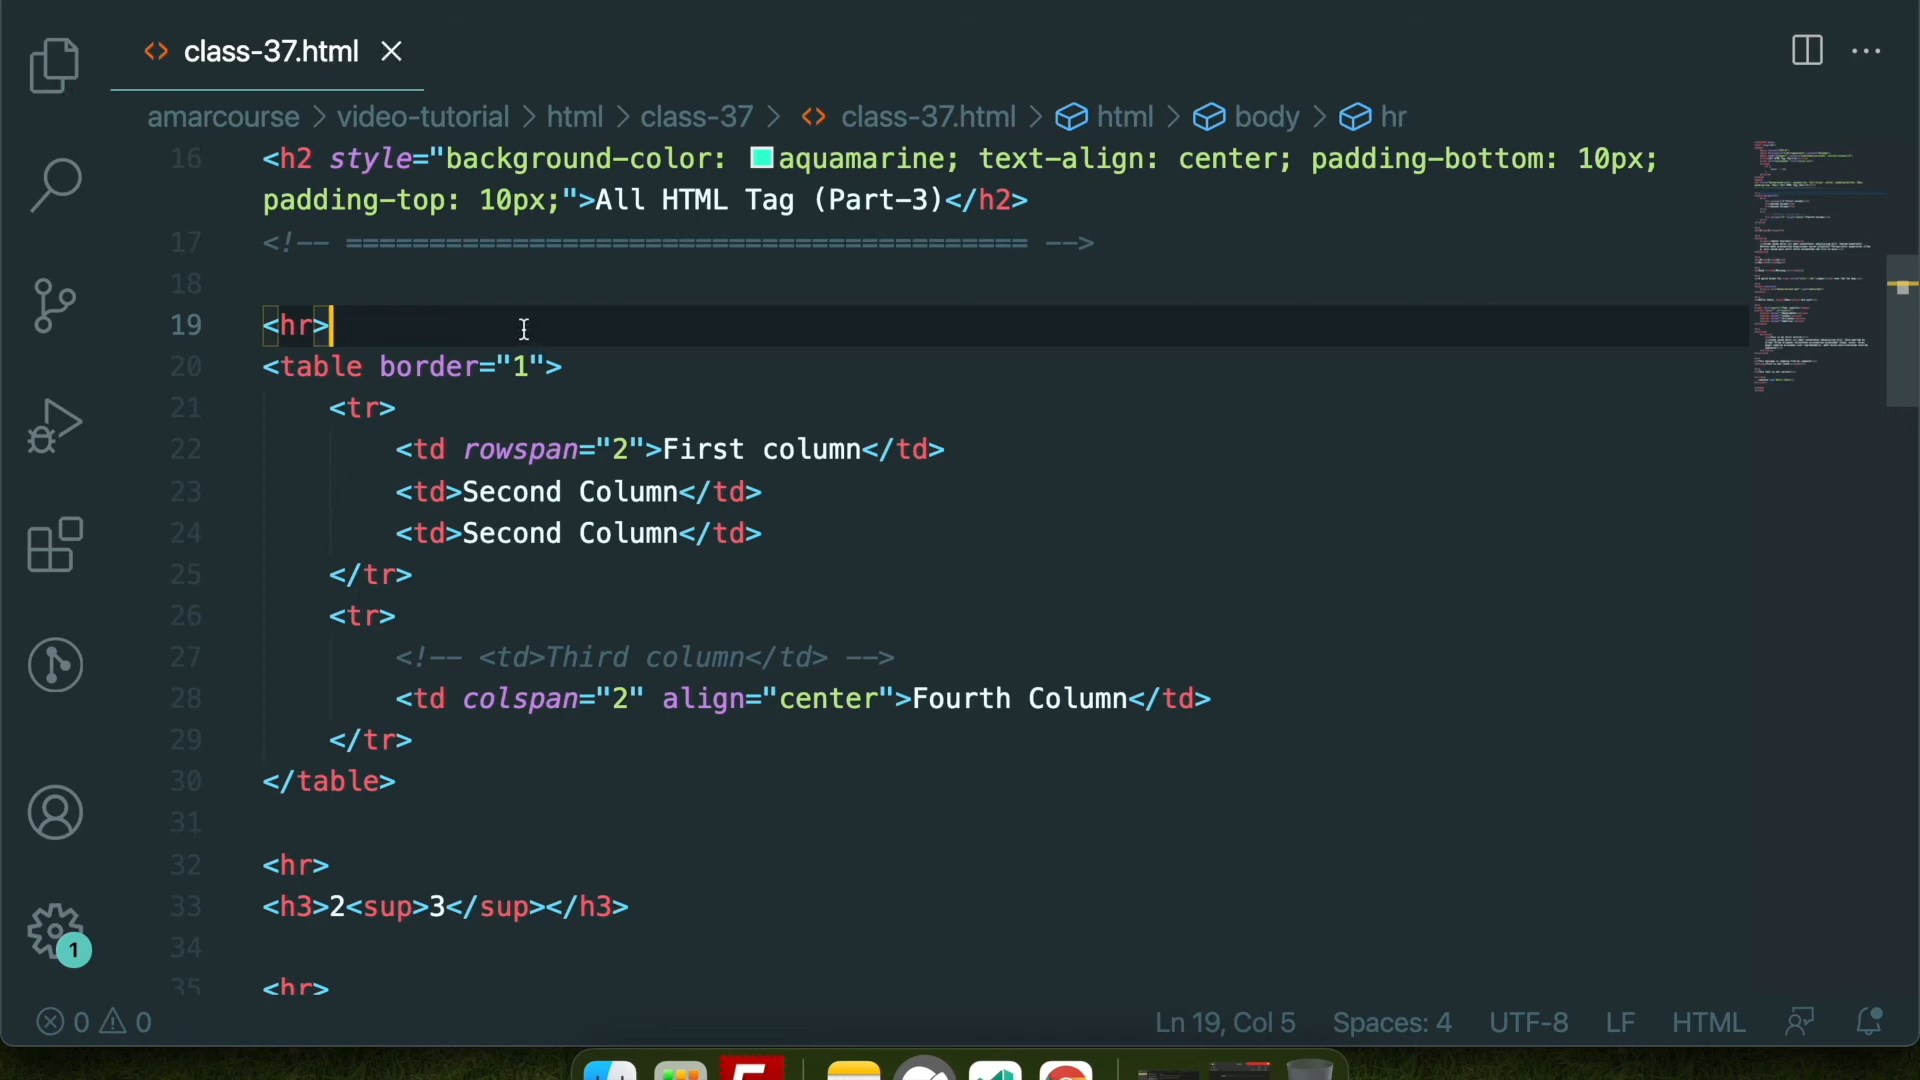 class-37.html
amarcourse > video-tutorial > html > class-37 > <> class-37.html > html > body > hr
16 <h2 style="background-color: aquamarine; text-align: center; padding-bottom: 10px;
padding-top: 10px;">All HTML Tag (Part-3)</h2>
17 <!-- ========================================= -->
18
19 <hr>
20 <table border="1">
21 <tr>
22 <td rowspan="2">First column</td>
23 <td>Second Column</td>
24 <td>Second Column</td>
25 </tr>
26 <tr>
27 <!-- <td>Third column</td> -->
28 <td colspan="2" align="center">Fourth Column</td>
29 </tr>
30 </table>
31
32 <hr>
33 <h3>2<sup>3</sup></h3>
34
35 <hr>
1
0 0 Ln 19, Col 5 Spaces: 4 UTF-8 LF HTML